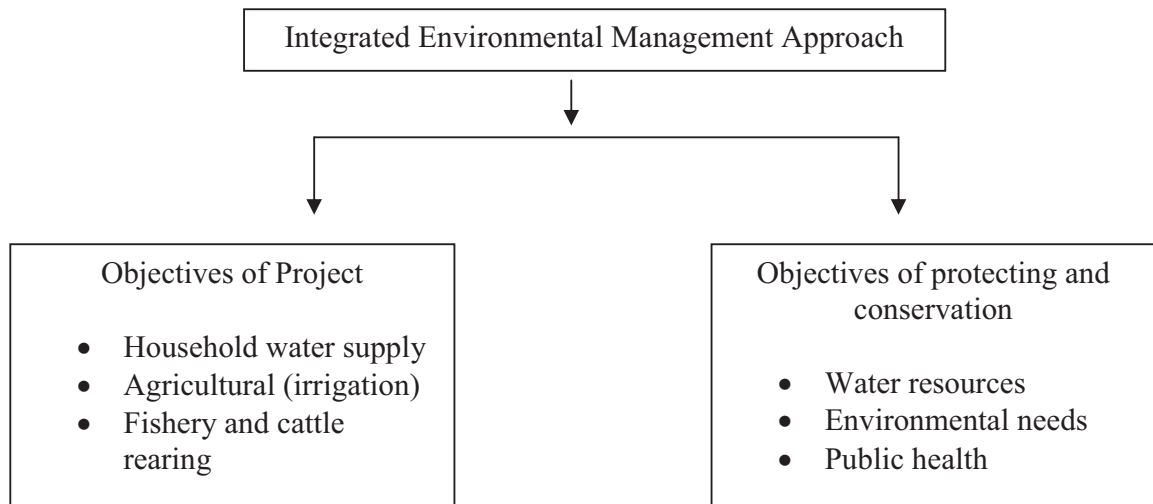 Integrated Environmental Management Approach
Objectives of Project
• Household water supply
• Agricultural (irrigation)
• Fishery and cattle
rearing
Objectives of protecting and
conservation
• Water resources
• Environmental needs
• Public health